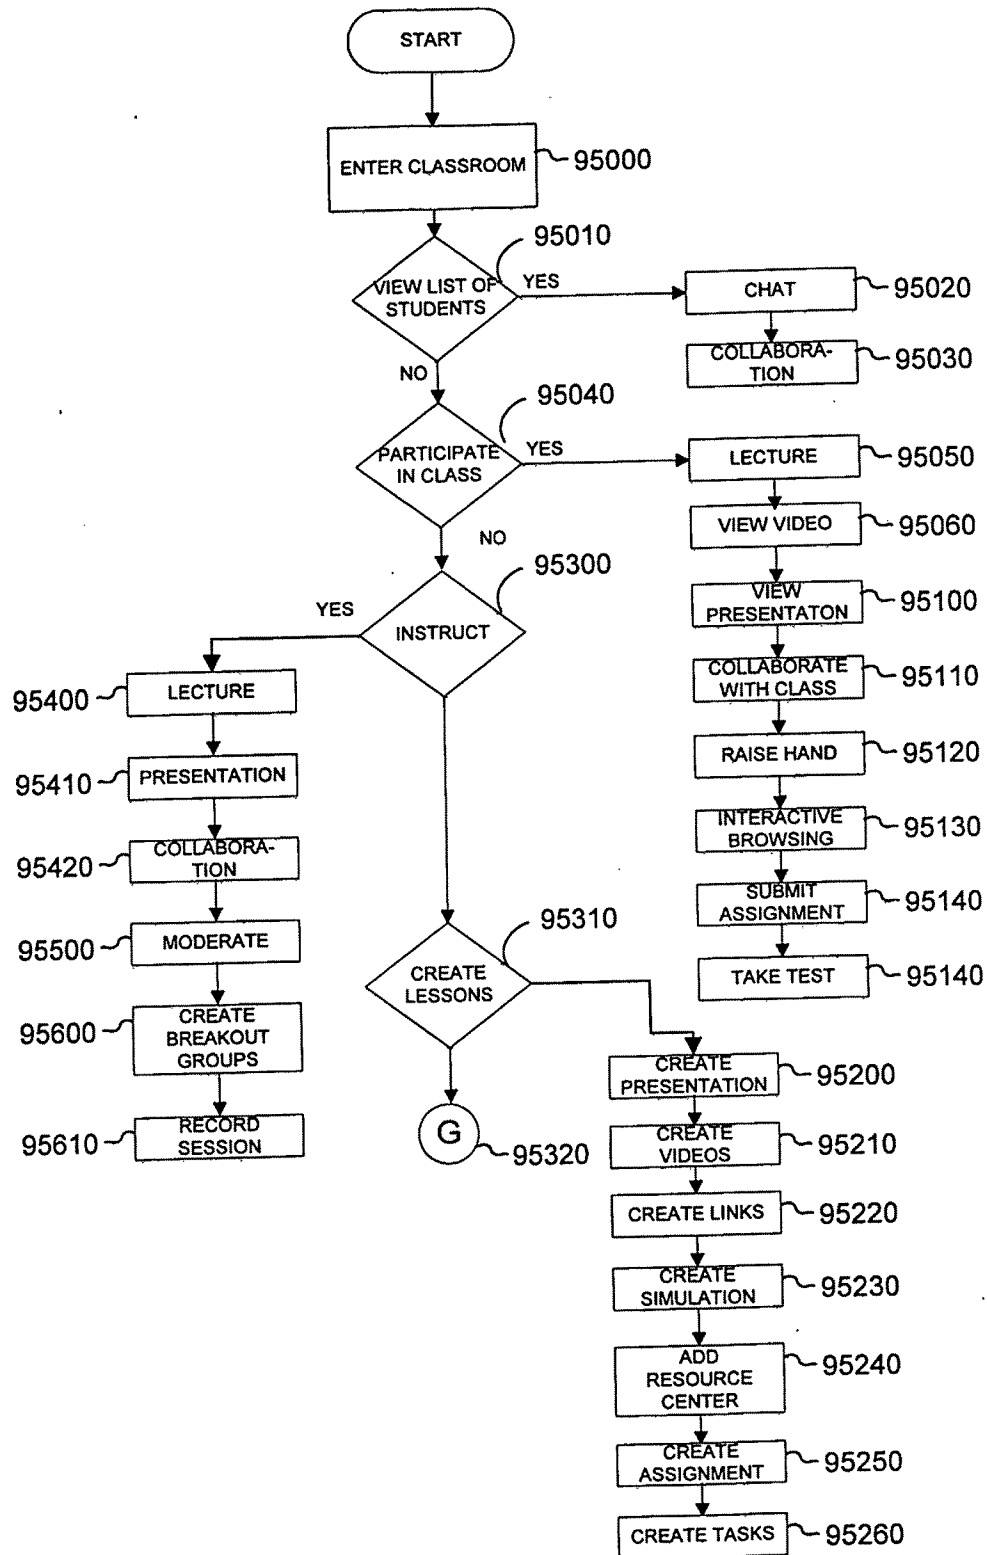 START
ENTER CLASSROOM
95000
95010
VIEW LIST OF
STUDENTS
YES
CHAT
95020
COLLABORA-
TION
95030
NO
95040
PARTICIPATE
IN CLASS
YES
LECTURE
95050
VIEW VIDEO
95060
NO
95300
VIEW
PRESENTATON
95100
YES
INSTRUCT
COLLABORATE
WITH CLASS
95110
95400
LECTURE
RAISE HAND
95120
95410
PRESENTATION
INTERACTIVE
BROWSING
95130
95420
COLLABORA-
TION
SUBMIT
ASSIGNMENT
95140
95500
MODERATE
95310
CREATE
LESSONS
TAKE TEST
95140
95600
CREATE
BREAKOUT
GROUPS
CREATE
PRESENTATION
95200
95610
RECORD
SESSION
G
95320
CREATE
VIDEOS
95210
CREATE LINKS
95220
CREATE
SIMULATION
95230
ADD
RESOURCE
CENTER
95240
CREATE
ASSIGNMENT
95250
CREATE TASKS
95260